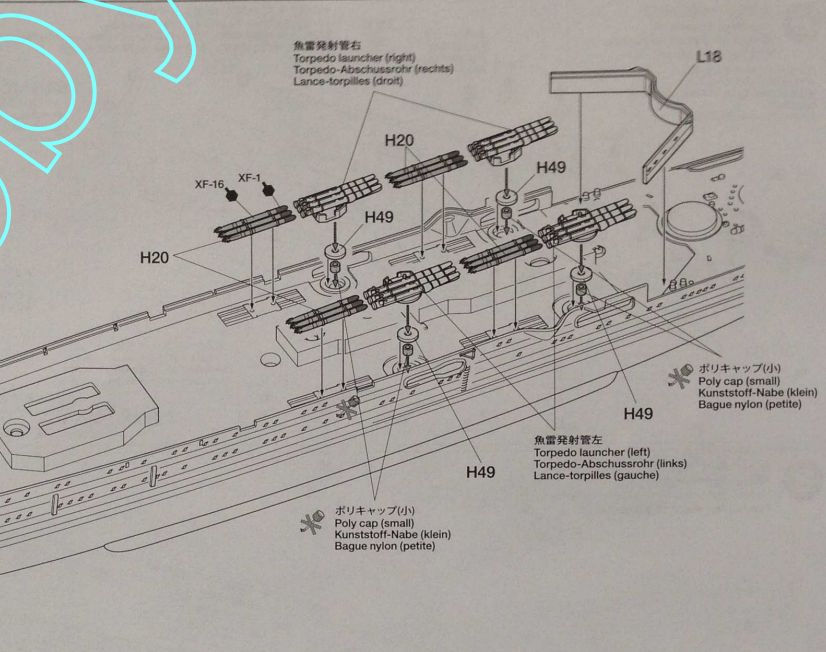 魚雷発射管右
Torpedo launcher (right)
Torpedo-Abschussrohr (rechts)
Lance-torpilles (droit)
L18
H20
H49
XF-16
XF-1
H49
H20
ポリキャップ(小)
Poly cap (small)
Kunststoff-Nabe (klein)
Bague nylon (petite)
H49
魚雷発射管左
Torpedo launcher (left)
Torpedo-Abschussrohr (links)
Lance-torpilles (gauche)
H49
ポリキャップ(小)
Poly cap (small)
Kunststoff-Nabe (klein)
Bague nylon (petite)